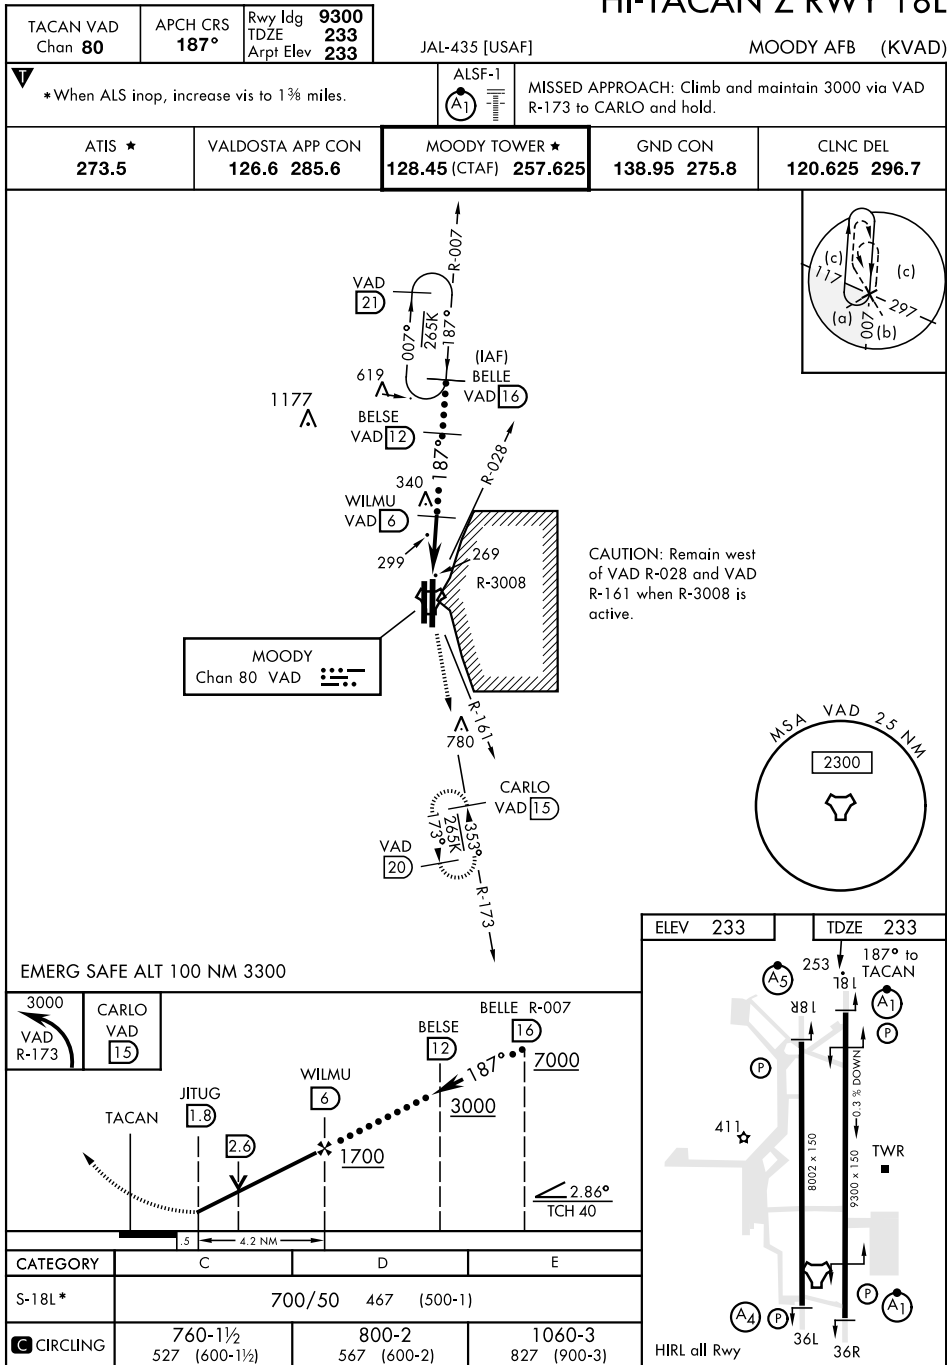 HI-TACAN Z RWY 18L
TACAN VAD
Chan 80
APCH CRS
187°
Rwy ldg 9300
TDZE 233
Arpt Elev 233
JAL-435 [USAF]
MOODY AFB (KVAD)
T
*When ALS inop, increase vis to 1⅜ miles.
ALSF-1
A1
MISSED APPROACH: Climb and maintain 3000 via VAD
R-173 to CARLO and hold.
ATIS ★
273.5
VALDOSTA APP CON
126.6 285.6
MOODY TOWER ★
128.45 (CTAF) 257.625
GND CON
138.95 275.8
CLNC DEL
120.625 296.7
R-007
VAD
21
007°
265K
187°
(IAF)
BELLE
VAD 16
619
1177
BELSE
VAD 12
187°
R-028
340
WILMU
VAD 6
299
269
R-3008
CAUTION: Remain west
of VAD R-028 and VAD
R-161 when R-3008 is
active.
(c)
(c)
117
297
(a)
007
(b)
MOODY
Chan 80 VAD
R-161
780
CARLO
VAD 15
173°
265K
353°
VAD
20
R-173
MSA VAD 25 NM
2300
EMERG SAFE ALT 100 NM 3300
3000
VAD
R-173
CARLO
VAD
15
TACAN
JITUG
1.8
2.6
WILMU
6
1700
BELSE
12
3000
187°
BELLE R-007
16
7000
2.86°
TCH 40
.5
4.2 NM
CATEGORY C D E
S-18L* 700/50 467 (500-1)
C CIRCLING
760-1½
527 (600-1½)
800-2
567 (600-2)
1060-3
827 (900-3)
ELEV 233
TDZE 233
187° to
TACAN
A5
253
18L
18R
A1
P
P
0.3 % DOWN
411
8002 x 150
9300 x 150
TWR
P
A1
A4
P
36L
36R
HIRL all Rwy